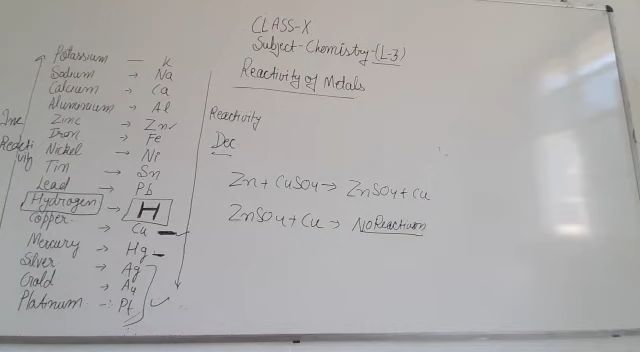 CLASS-X
Subject-Chemistry-(L-3)
Reactivity of Metals
Potassium — K
Sodium → Na
Calcium → Ca
Alumnium → Al
Zinc → Zn
Iron → Fe
Nickel → Ni
Tin → Sn
Lead → Pb
Hydrogen → H
Copper → Cu
Mercury → Hg
Silver → Ag
Gold → Au
Platinum → Pt
Inc
Reacti
vity
Reactivity
Dec
Zn + CuSO4 → ZnSO4 + Cu
ZnSO4 + Cu → No Reaction